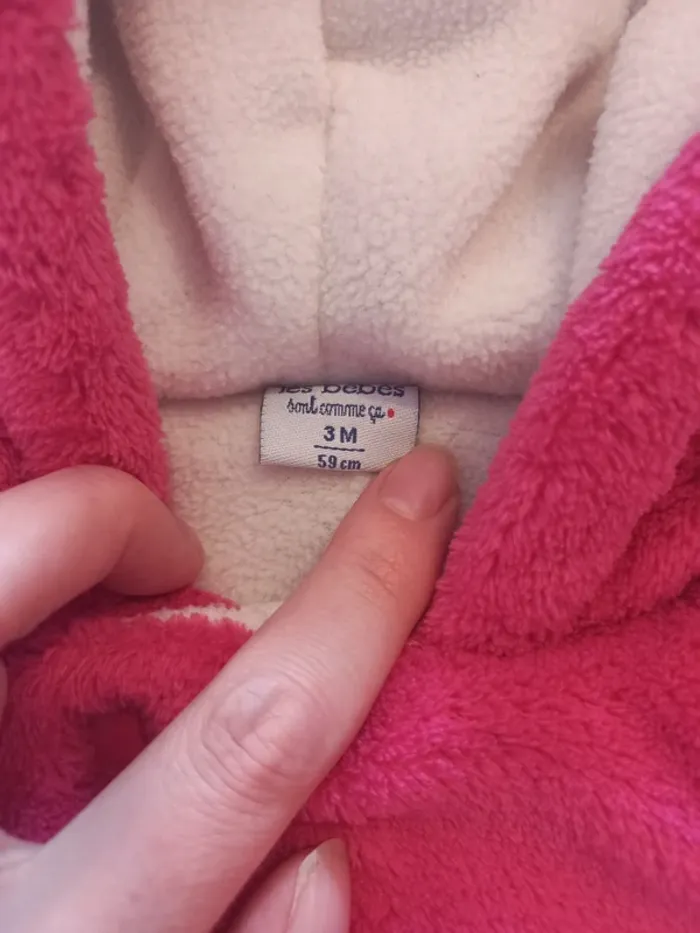 les bébés
sont comme ça
3 M
59 cm